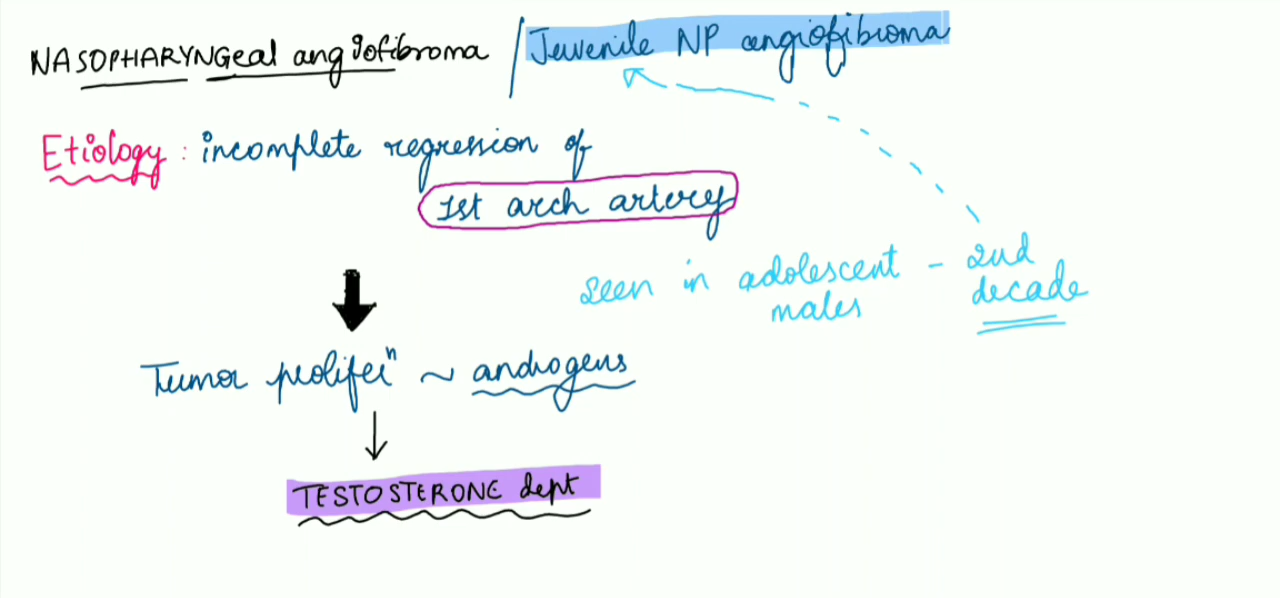 NASOPHARYNGeal angiofibroma / Juvenile NP angiofibroma
Etiology: incomplete regression of
1st arch artery
seen in adolescent males - 2nd decade
Tumor prolifer^n ~ androgens
↓
TESTOSTERONE dept